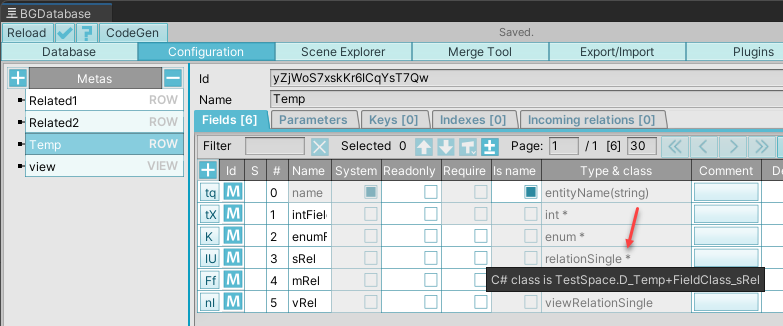 BGDatabase
Reload ? CodeGen Saved.
Database Configuration Scene Explorer Merge Tool Export/Import Plugins
+ Metas −
Related1 ROW
Related2 ROW
Temp ROW
view VIEW
Id yZjWoS7xskKr6lCqYsT7Qw
Name Temp
Fields [6] Parameters Keys [0] Indexes [0] Incoming relations [0]
Filter Selected 0 Page: 1 / 1 [6] 30
+ Id S # Name System Readonly Require Is name Type & class Comment De
tq M 0 name entityName(string)
tX M 1 intFiel int *
K M 2 enumF enum *
IU M 3 sRel relationSingle *
Ff M 4 mRel
C# class is TestSpace.D_Temp+FieldClass_sRel
nl M 5 vRel viewRelationSingle